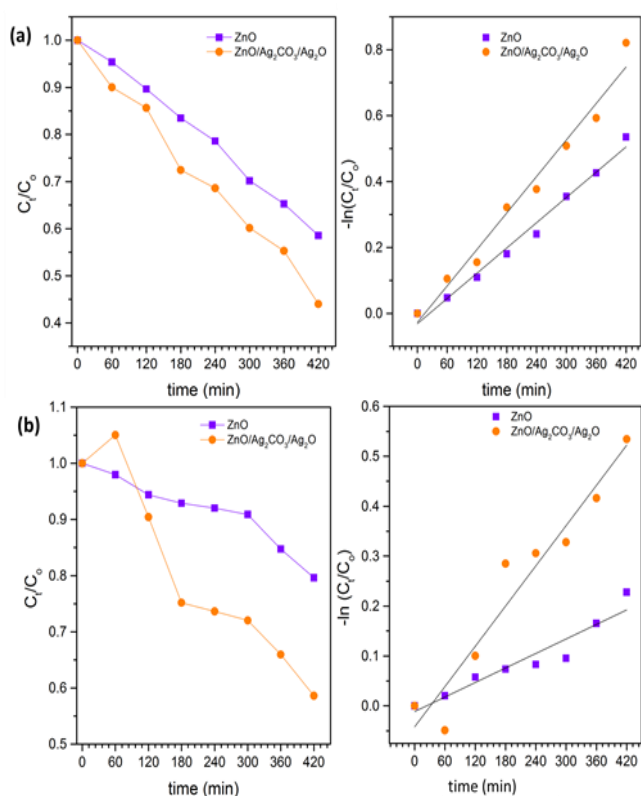 (a)
ZnO
ZnO/Ag₂CO₃/Ag₂O
1.0
0.9
0.8
0.7
0.6
0.5
0.4
Cₜ/Cₒ
0 60 120 180 240 300 360 420
time (min)
ZnO
ZnO/Ag₂CO₃/Ag₂O
0.8
0.6
0.4
0.2
0.0
-ln(Cₜ/Cₒ)
0 60 120 180 240 300 360 420
time (min)
(b)
ZnO
ZnO/Ag₂CO₃/Ag₂O
1.1
1.0
0.9
0.8
0.7
0.6
0.5
Cₜ/Cₒ
0 60 120 180 240 300 360 420
time (min)
ZnO
ZnO/Ag₂CO₃/Ag₂O
0.6
0.5
0.4
0.3
0.2
0.1
0.0
-ln (Cₜ/Cₒ)
0 60 120 180 240 300 360 420
time (min)